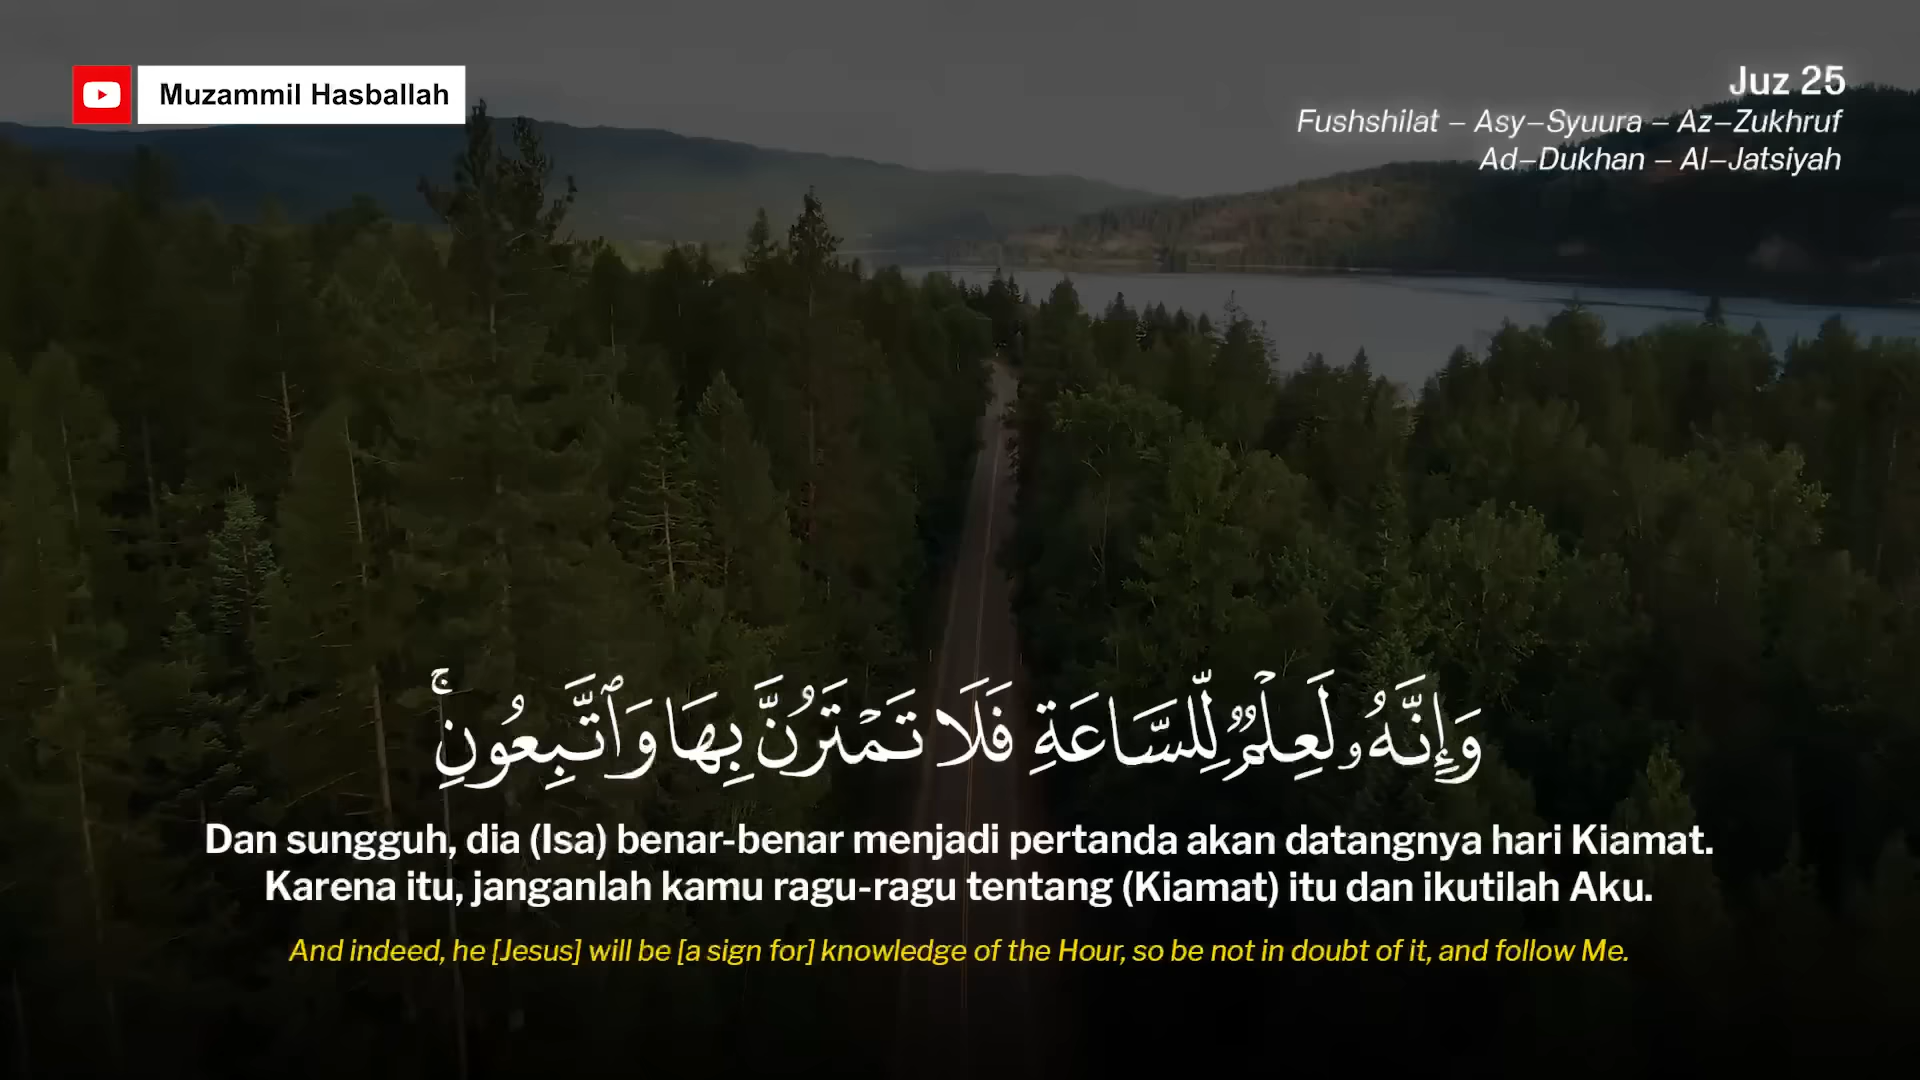 Muzammil Hasballah
Juz 25
Fushshilat – Asy–Syuura – Az–Zukhruf
Ad–Dukhan – Al–Jatsiyah
وَإِنَّهُۥ لَعِلْمٌۭ لِّلسَّاعَةِ فَلَا تَمْتَرُنَّ بِهَا وَٱتَّبِعُونِ ۚ
Dan sungguh, dia (Isa) benar-benar menjadi pertanda akan datangnya hari Kiamat.
Karena itu, janganlah kamu ragu-ragu tentang (Kiamat) itu dan ikutilah Aku.
And indeed, he [Jesus] will be [a sign for] knowledge of the Hour, so be not in doubt of it, and follow Me.